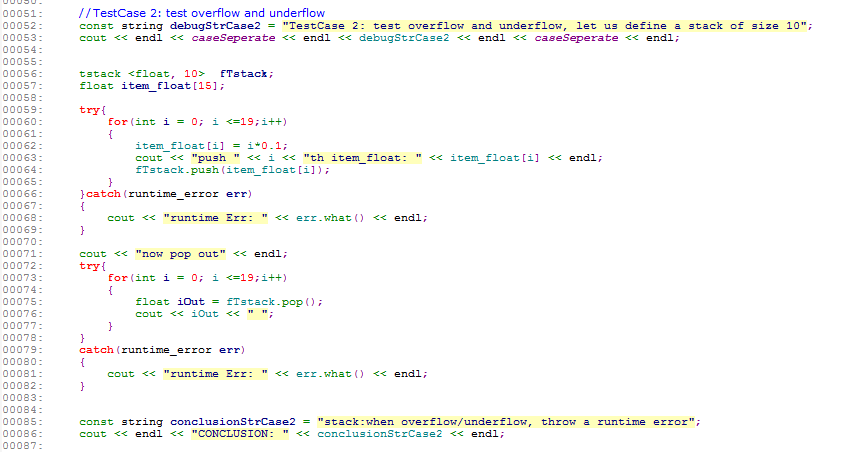 00051: //TestCase 2: test overflow and underflow
00052: const string debugStrCase2 = "TestCase 2: test overflow and underflow, let us define a stack of size 10";
00053: cout << endl << caseSeperate << endl << debugStrCase2 << endl << caseSeperate << endl;
00054:
00055:
00056: tstack <float, 10>  fTstack;
00057: float item_float[15];
00058:
00059: try{
00060:     for(int i = 0; i <=19;i++)
00061:     {
00062:         item_float[i] = i*0.1;
00063:         cout << "push " << i << "th item_float: " << item_float[i] << endl;
00064:         fTstack.push(item_float[i]);
00065:     }
00066: }catch(runtime_error err)
00067: {
00068:     cout << "runtime Err: " << err.what() << endl;
00069: }
00070:
00071: cout << "now pop out" << endl;
00072: try{
00073:     for(int i = 0; i <=19;i++)
00074:     {
00075:         float iOut = fTstack.pop();
00076:         cout << iOut << " ";
00077:     }
00078: }
00079: catch(runtime_error err)
00080: {
00081:     cout << "runtime Err: " << err.what() << endl;
00082: }
00083:
00084:
00085: const string conclusionStrCase2 = "stack:when overflow/underflow, throw a runtime error";
00086: cout << endl << "CONCLUSION: " << conclusionStrCase2 << endl;
00087: